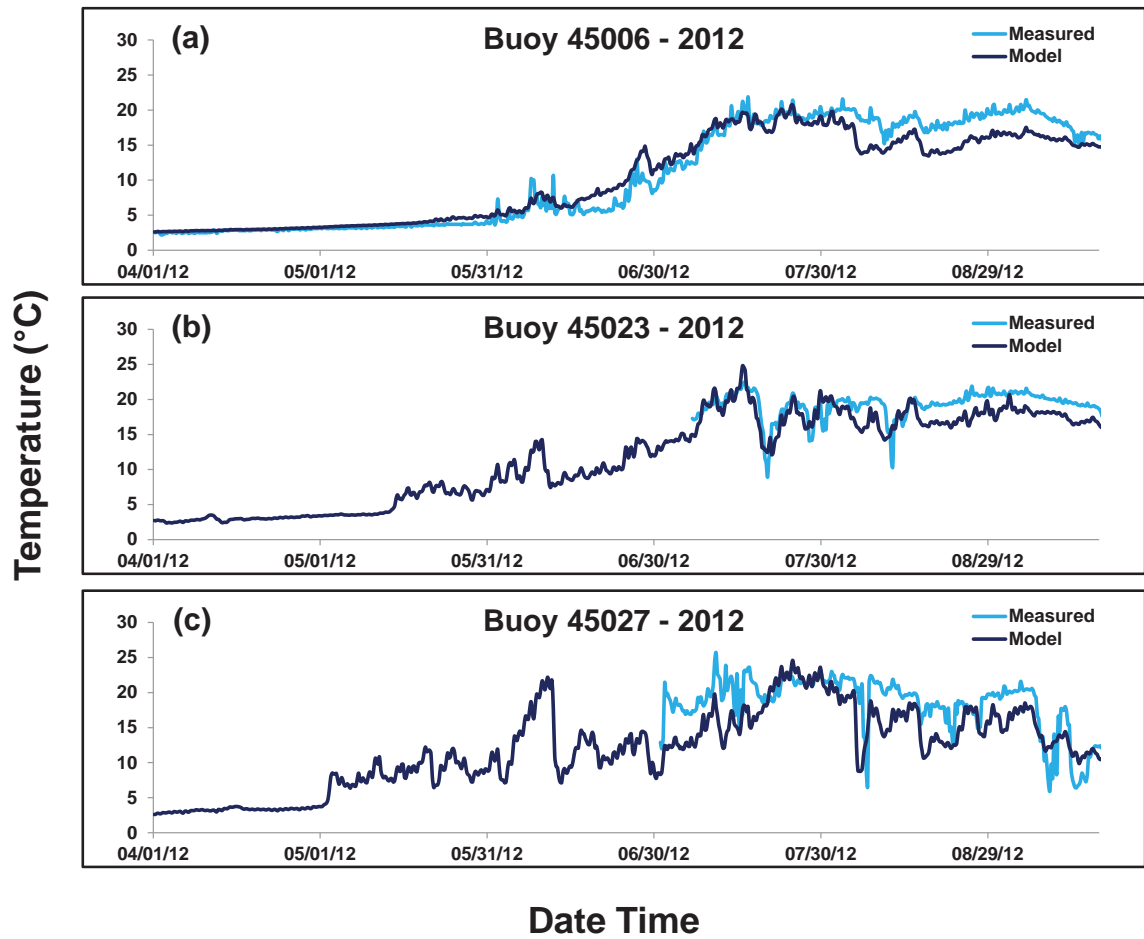 (a)
Buoy 45006 - 2012
Measured
Model
30
25
20
15
10
5
0
04/01/12 05/01/12 05/31/12 06/30/12 07/30/12 08/29/12
(b)
Buoy 45023 - 2012
Measured
Model
30
25
20
15
10
5
0
04/01/12 05/01/12 05/31/12 06/30/12 07/30/12 08/29/12
(c)
Buoy 45027 - 2012
Measured
Model
30
25
20
15
10
5
0
04/01/12 05/01/12 05/31/12 06/30/12 07/30/12 08/29/12
Temperature (°C)
Date Time